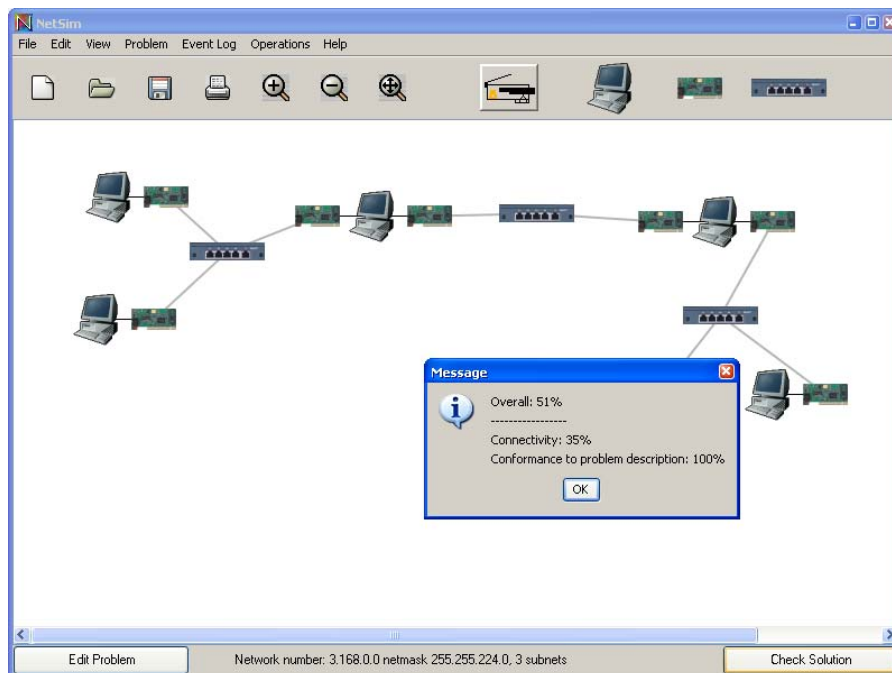 NetSim
File Edit View Problem Event Log Operations Help
Message
Overall: 51%
-----------------
Connectivity: 35%
Conformance to problem description: 100%
OK
Edit Problem Network number: 3.168.0.0 netmask 255.255.224.0, 3 subnets Check Solution